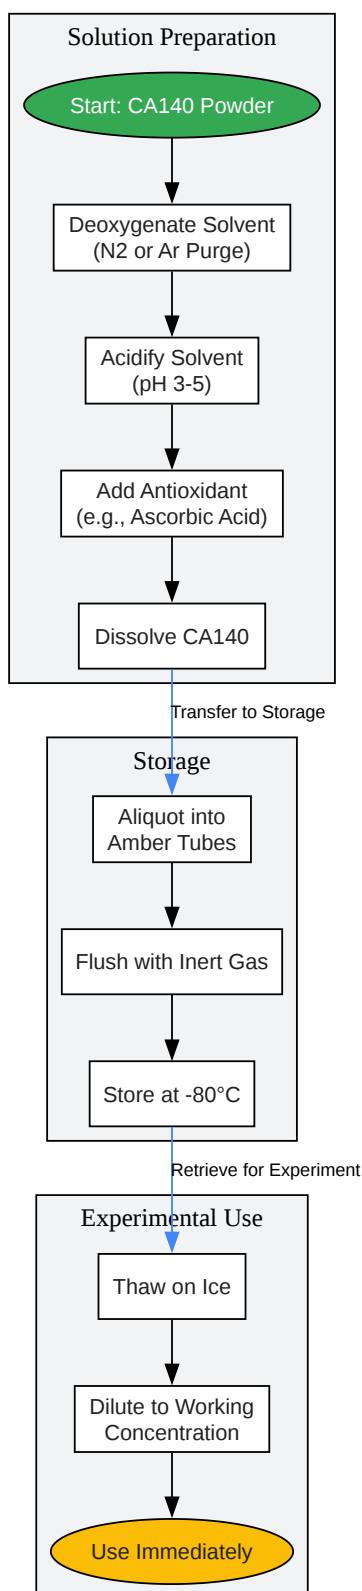 Solution Preparation
Start: CA140 Powder
Deoxygenate Solvent
(N2 or Ar Purge)
Acidify Solvent
(pH 3-5)
Add Antioxidant
(e.g., Ascorbic Acid)
Dissolve CA140
Transfer to Storage
Storage
Aliquot into
Amber Tubes
Flush with Inert Gas
Store at -80°C
Retrieve for Experiment
Experimental Use
Thaw on Ice
Dilute to Working
Concentration
Use Immediately